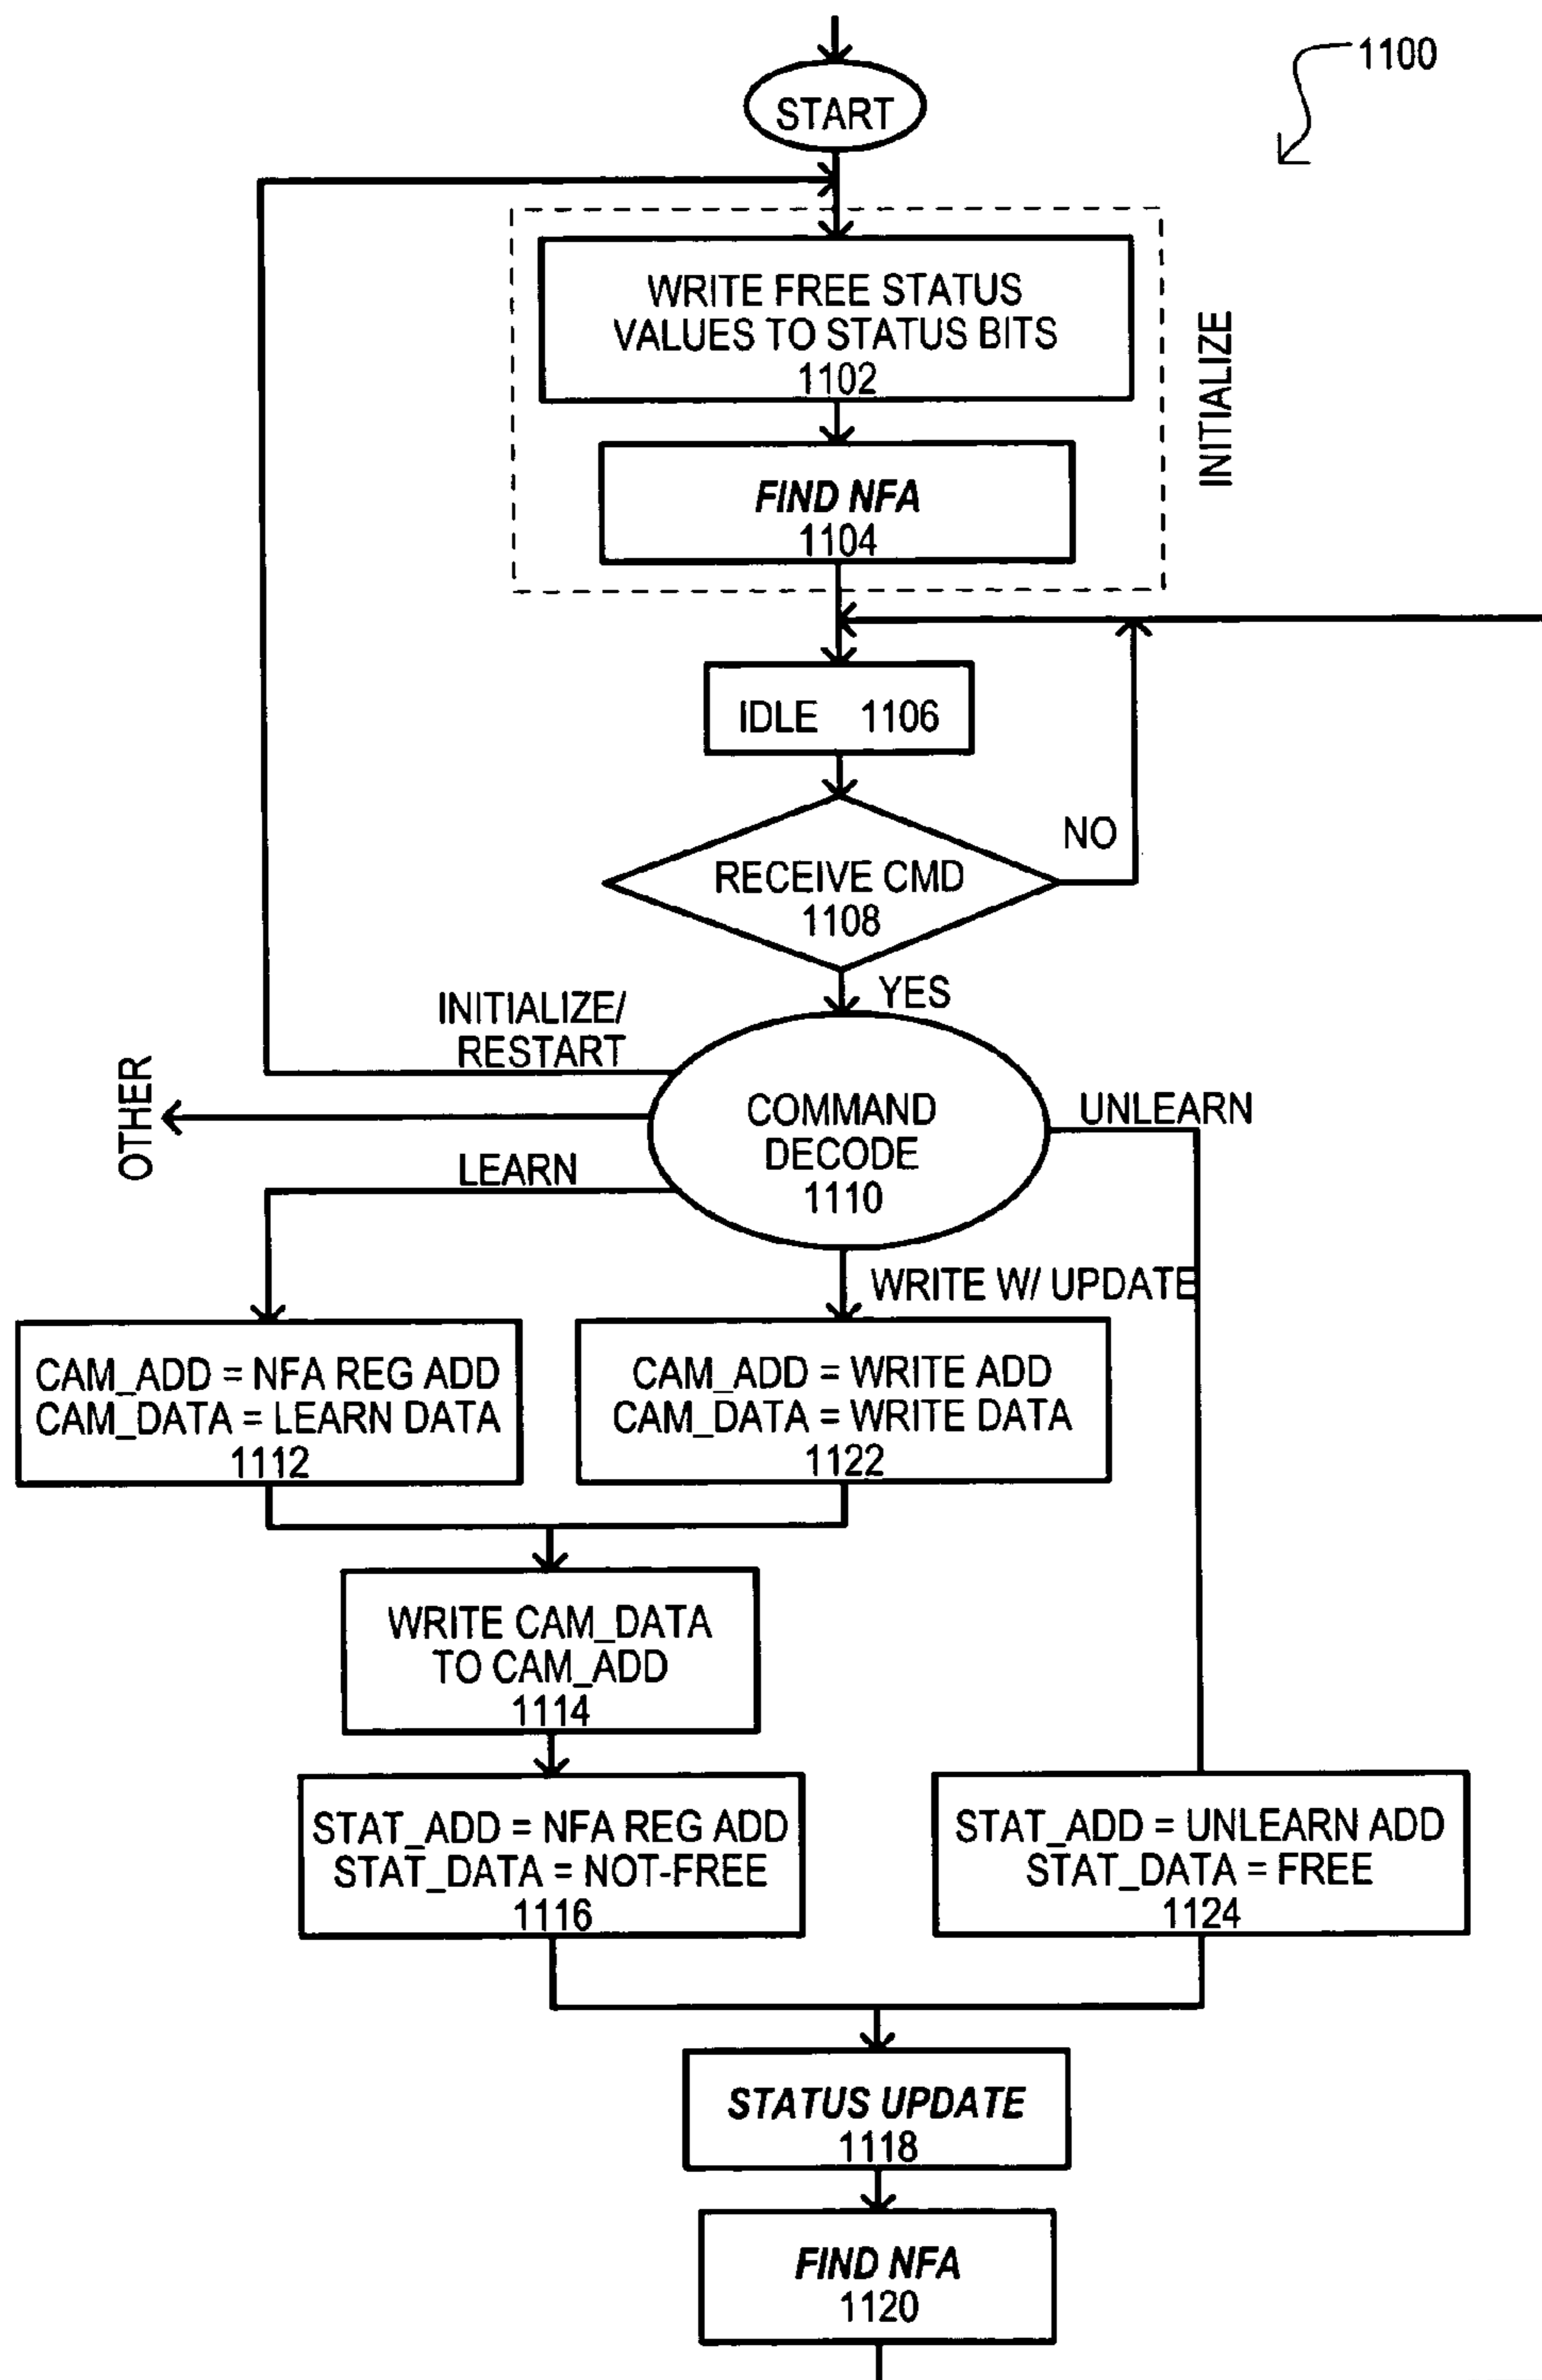 1100
START
WRITE FREE STATUS
VALUES TO STATUS BITS
1102
INITIALIZE
FIND NFA
1104
IDLE 1106
NO
RECEIVE CMD
1108
YES
INITIALIZE/
RESTART
OTHER
COMMAND
DECODE
1110
UNLEARN
LEARN
WRITE W/ UPDATE
CAM_ADD = NFA REG ADD
CAM_DATA = LEARN DATA
1112
CAM_ADD = WRITE ADD
CAM_DATA = WRITE DATA
1122
WRITE CAM_DATA
TO CAM_ADD
1114
STAT_ADD = NFA REG ADD
STAT_DATA = NOT-FREE
1116
STAT_ADD = UNLEARN ADD
STAT_DATA = FREE
1124
STATUS UPDATE
1118
FIND NFA
1120